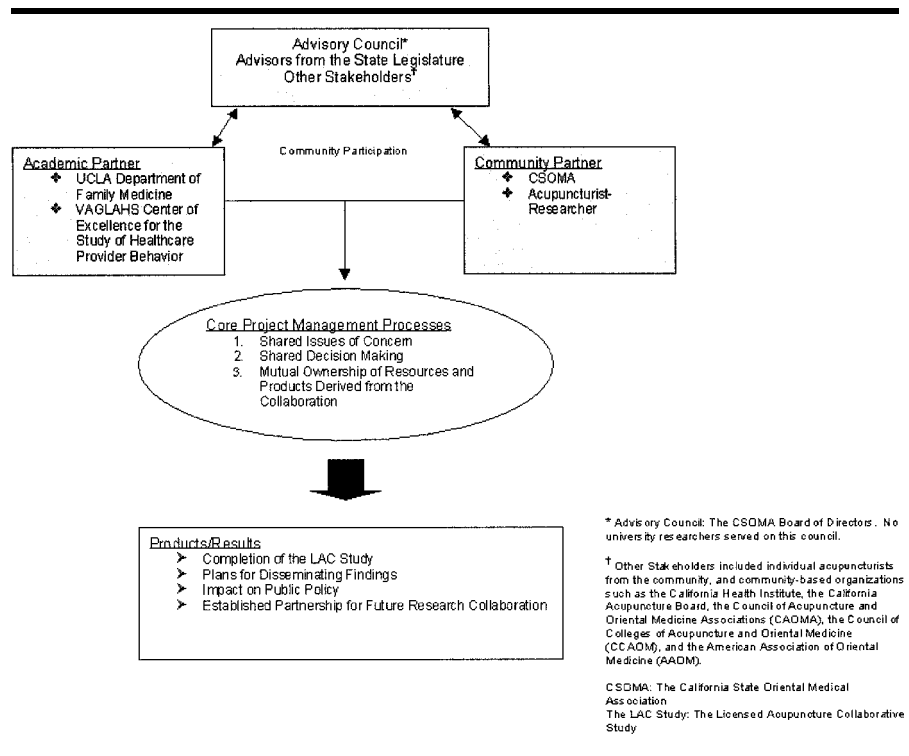 Advisory Council*
Advisors from the State Legislature
Other Stakeholders†
Community Participation
Academic Partner
❖ UCLA Department of
Family Medicine
❖ VAGLAHS Center of
Excellence for the
Study of Healthcare
Provider Behavior
Community Partner
❖ CSOMA
❖ Acupuncturist-
Researcher
Core Project Management Processes
1. Shared Issues of Concern
2. Shared Decision Making
3. Mutual Ownership of Resources and
Products Derived from the
Collaboration
Products/Results
➢ Completion of the LAC Study
➢ Plans for Disseminating Findings
➢ Impact on Public Policy
➢ Established Partnership for Future Research Collaboration
* Advisory Council: The CSOMA Board of Directors. No
university researchers served on this council.
† Other Stakeholders included individual acupuncturists
from the community, and community-based organizations
such as the California Health Institute, the California
Acupuncture Board, the Council of Acupuncture and
Oriental Medicine Associations (CAOMA), the Council of
Colleges of Acupuncture and Oriental Medicine
(CCAOM), and the American Association of Oriental
Medicine (AAOM).
CSOMA: The California State Oriental Medical
Association
The LAC Study: The Licensed Acupuncture Collaborative
Study